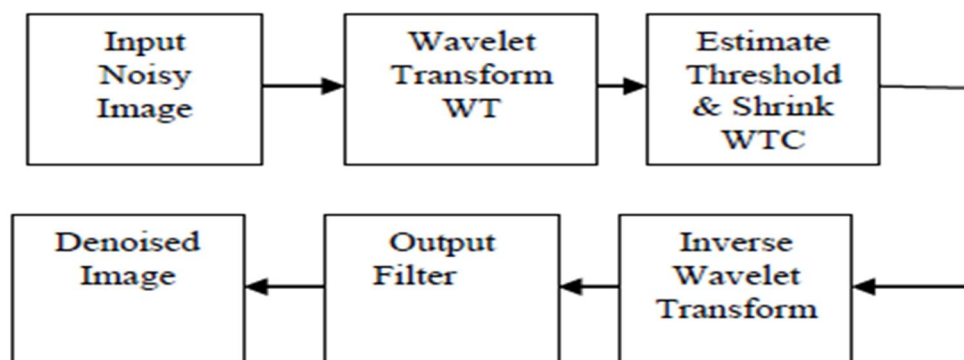 Input
Noisy
Image
Wavelet
Transform
WT
Estimate
Threshold
& Shrink
WTC
Denoised
Image
Output
Filter
Inverse
Wavelet
Transform